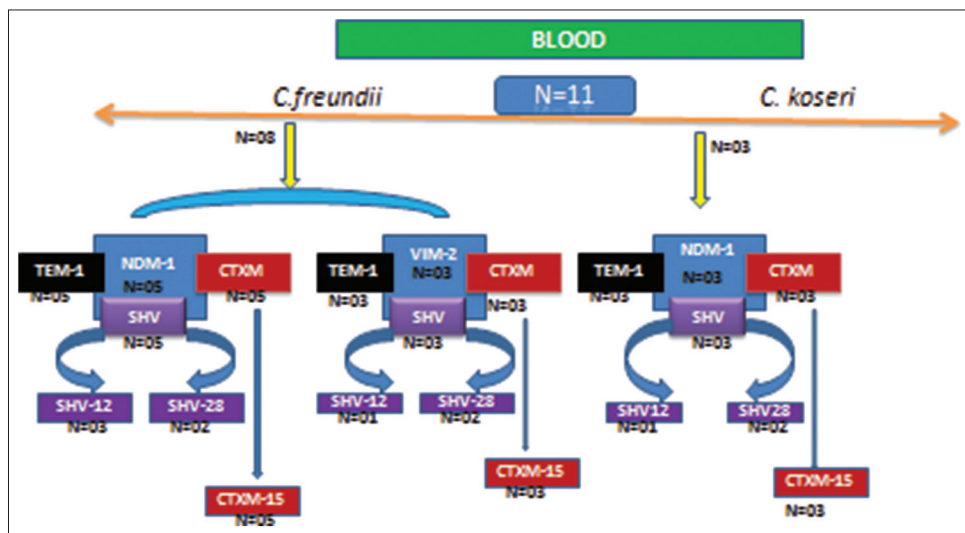 BLOOD
C.freundii N=11 C. koseri
N=08 N=03
TEM-1 NDM-1 CTXM TEM-1 VIM-2 CTXM TEM-1 NDM-1 CTXM
N=05 N=05 N=05 N=03 N=03 N=03 N=03 N=03 N=03
SHV SHV SHV
N=05 N=03 N=03
SHV-12 SHV-28 SHV-12 SHV-28 SHV12 SHV28
N=03 N=02 N=01 N=02 N=01 N=02
CTXM-15 CTXM-15 CTXM-15
N=05 N=03 N=03